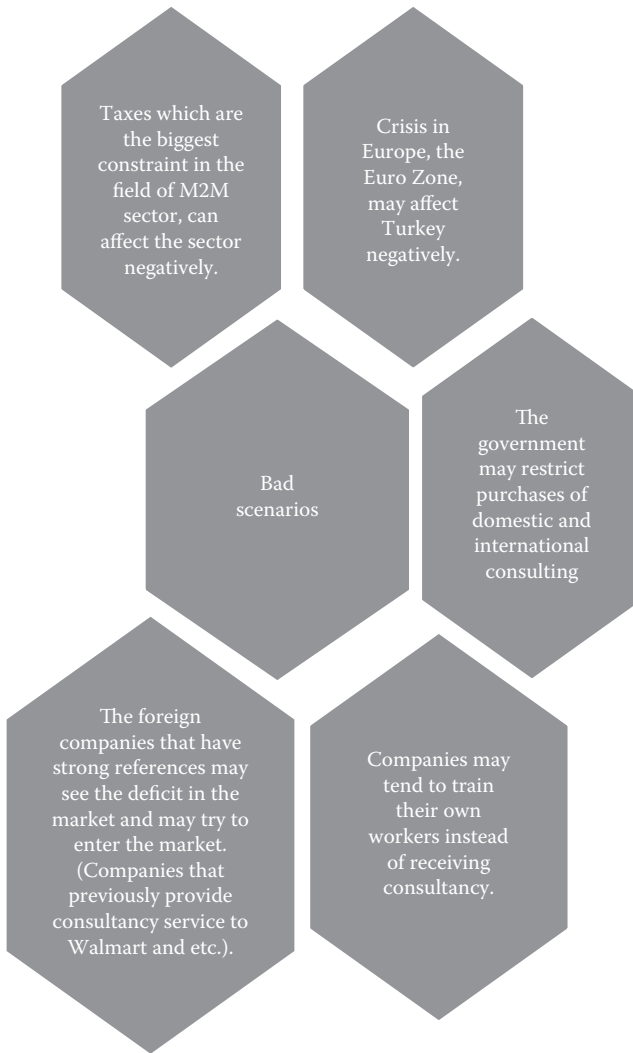 Taxes which are
the biggest
constraint in the
field of M2M
sector, can
affect the sector
negatively.
Crisis in
Europe, the
Euro Zone,
may affect
Turkey
negatively.
Bad
scenarios
The
government
may restrict
purchases of
domestic and
international
consulting
The foreign
companies that have
strong references may
see the deficit in the
market and may try to
enter the market.
(Companies that
previously provide
consultancy service to
Walmart and etc.).
Companies may
tend to train
their own
workers instead
of receiving
consultancy.